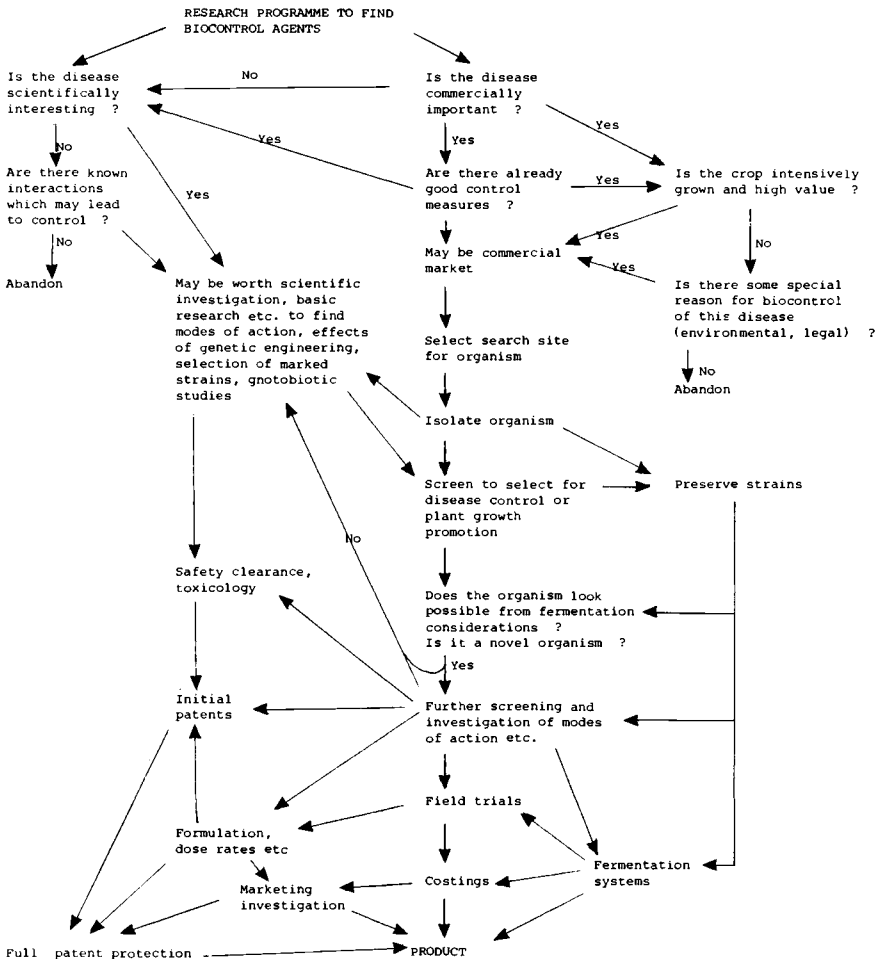 RESEARCH PROGRAMME TO FIND
BIOCONTROL AGENTS
Is the disease
scientifically
interesting ?
No
Is the disease
commercially
important ?
Yes
No
Yes
Yes
Are there known
interactions
which may lead
to control ?
Yes
Are there already
good control
measures ?
Yes
Is the crop intensively
grown and high value ?
No
Yes
No
Abandon
May be commercial
market
Yes
May be worth scientific
investigation, basic
research etc. to find
modes of action, effects
of genetic engineering,
selection of marked
strains, gnotobiotic
studies
Is there some special
reason for biocontrol
of this disease
(environmental, legal) ?
Select search site
for organism
No
Abandon
Isolate organism
Screen to select for
disease control or
plant growth
promotion
Preserve strains
No
Safety clearance,
toxicology
Does the organism look
possible from fermentation
considerations ?
Is it a novel organism ?
Yes
Initial
patents
Further screening and
investigation of modes
of action etc.
Field trials
Formulation,
dose rates etc
Fermentation
systems
Costings
Marketing
investigation
Full patent protection
PRODUCT